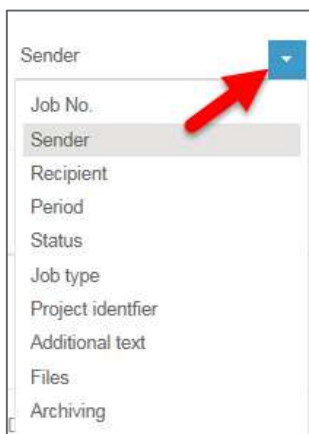 Sender
Job No.
Sender
Recipient
Period
Status
Job type
Project identfier
Additional text
Files
Archiving